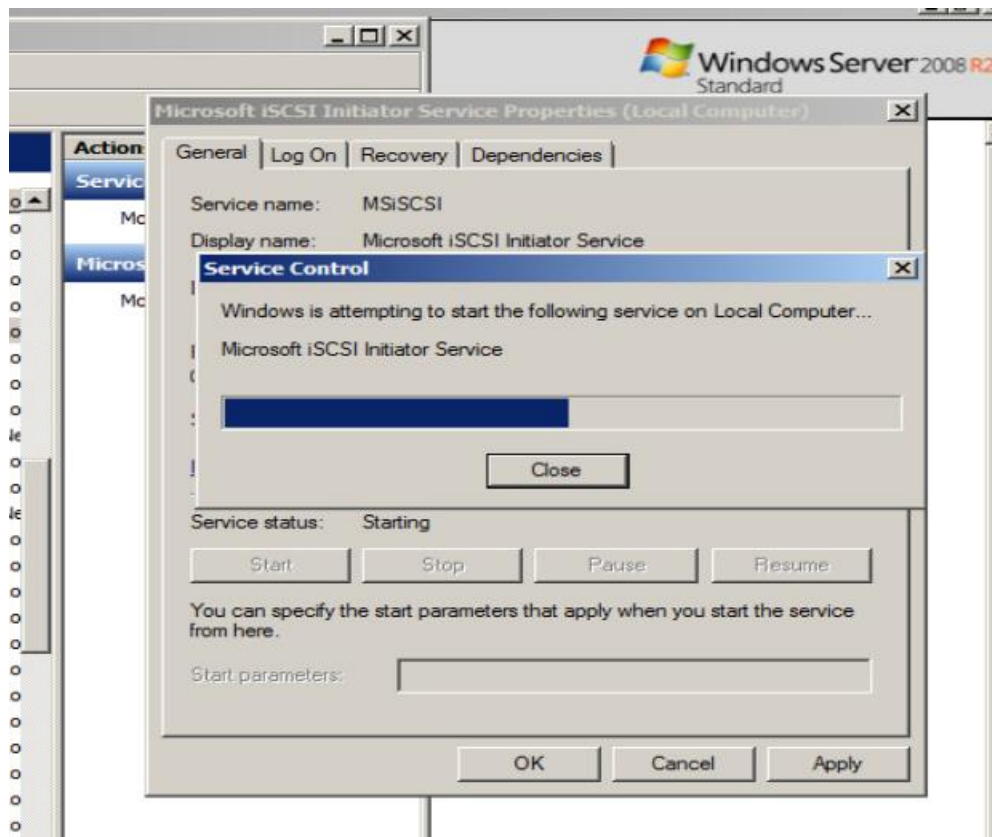 Windows Server 2008 R2
Standard
Microsoft iSCSI Initiator Service Properties (Local Computer)
Action
General
Log On
Recovery
Dependencies
Servic
Service name: MSiSCSI
Mo
Display name: Microsoft iSCSI Initiator Service
Micros
Service Control
Mo
Windows is attempting to start the following service on Local Computer...
Microsoft iSCSI Initiator Service
Close
Service status: Starting
Start
Stop
Pause
Resume
You can specify the start parameters that apply when you start the service
from here.
Start parameters:
OK
Cancel
Apply